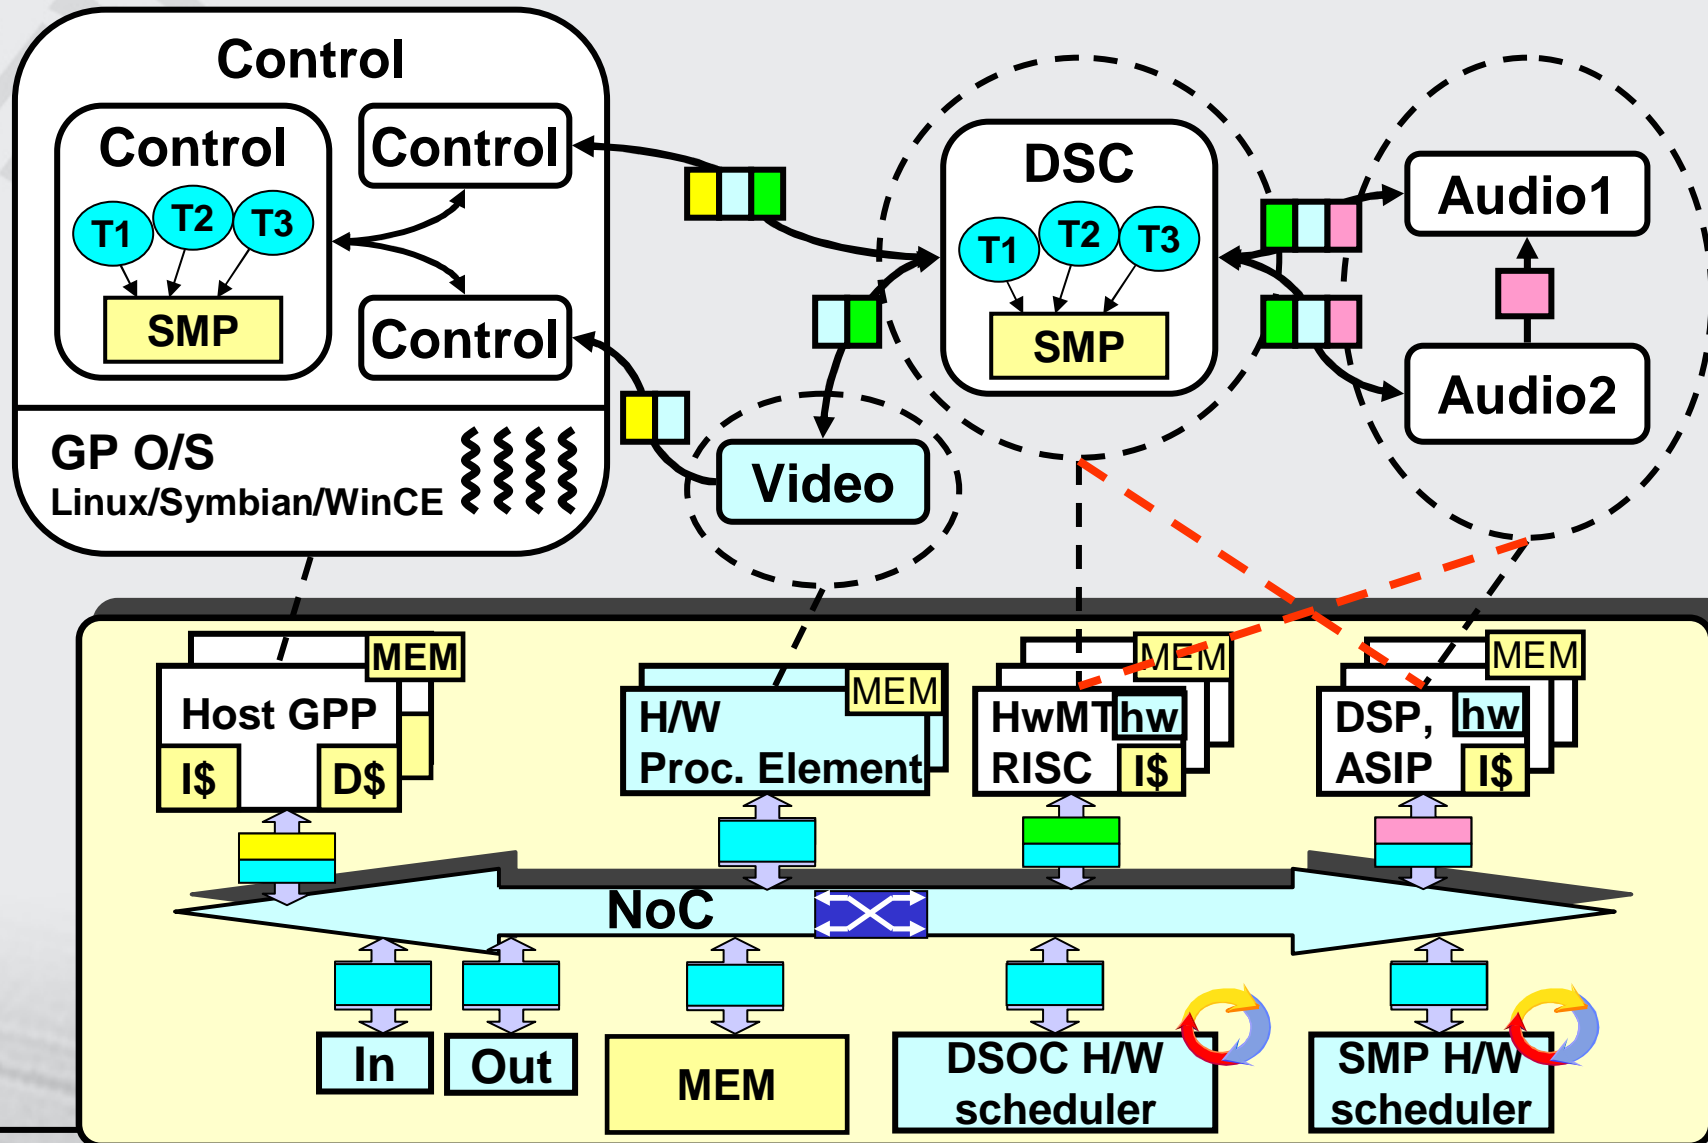 Control
Control
T1
T2
T3
SMP
Control
Control
GP O/S
Linux/Symbian/WinCE
DSC
T1
T2
T3
SMP
Audio1
Audio2
Video
MEM
Host GPP
I$
D$
MEM
H/W
Proc. Element
MEM
HwMT
hw
RISC
I$
MEM
DSP,
hw
ASIP
I$
NoC
In
Out
MEM
DSOC H/W
scheduler
SMP H/W
scheduler